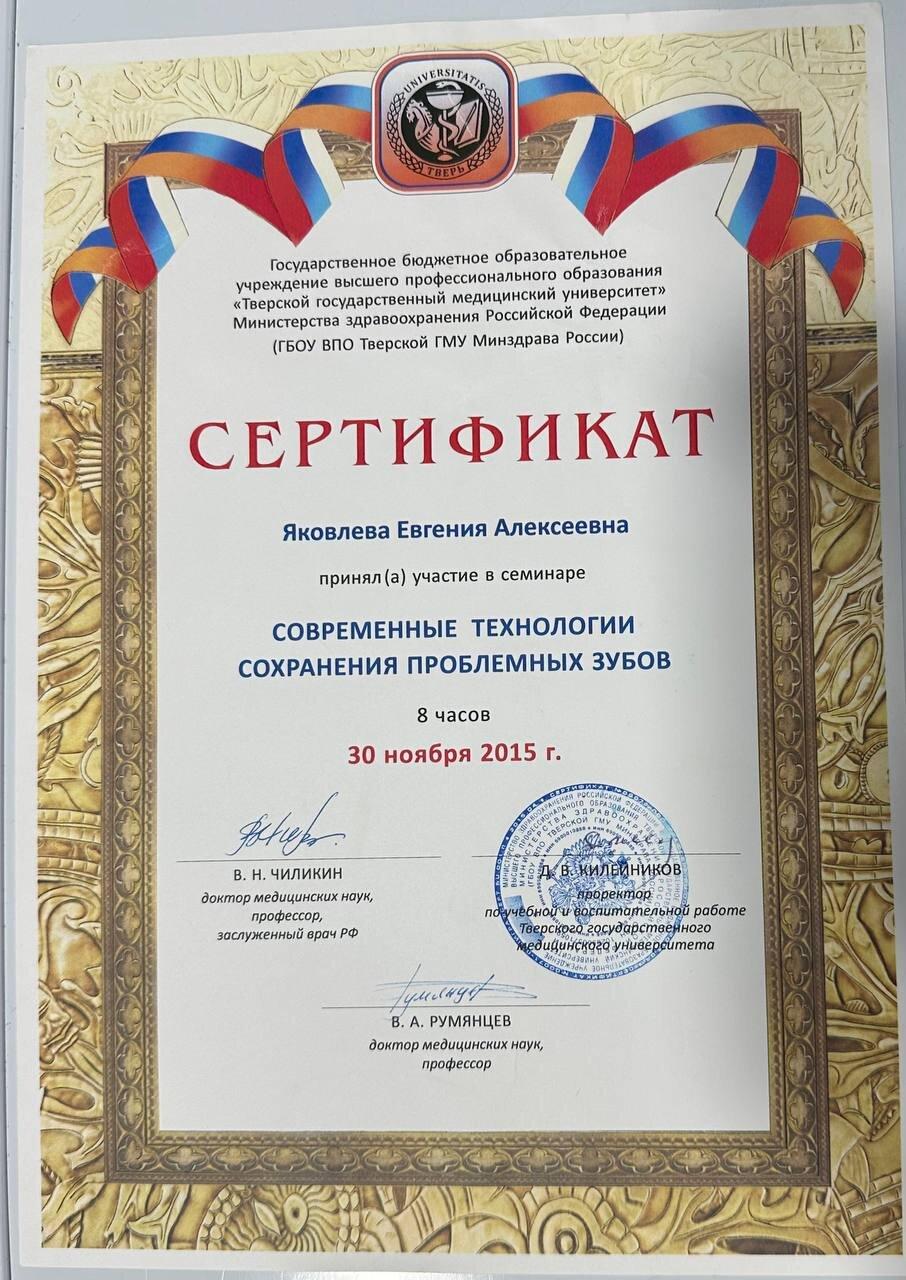 UNIVERSITATIS
ТВЕРЬ
Государственное бюджетное образовательное
учреждение высшего профессионального образования
«Тверской государственный медицинский университет»
Министерства здравоохранения Российской Федерации
(ГБОУ ВПО Тверской ГМУ Минздрава России)
СЕРТИФИКАТ
Яковлева Евгения Алексеевна
принял(а) участие в семинаре
СОВРЕМЕННЫЕ ТЕХНОЛОГИИ
СОХРАНЕНИЯ ПРОБЛЕМНЫХ ЗУБОВ
8 часов
30 ноября 2015 г.
В. Н. ЧИЛИКИН
доктор медицинских наук,
профессор,
заслуженный врач РФ
Д. В. КИЛЕЙНИКОВ
проректор
по учебной и воспитательной работе
Тверского государственного
медицинского университета
В. А. РУМЯНЦЕВ
доктор медицинских наук,
профессор